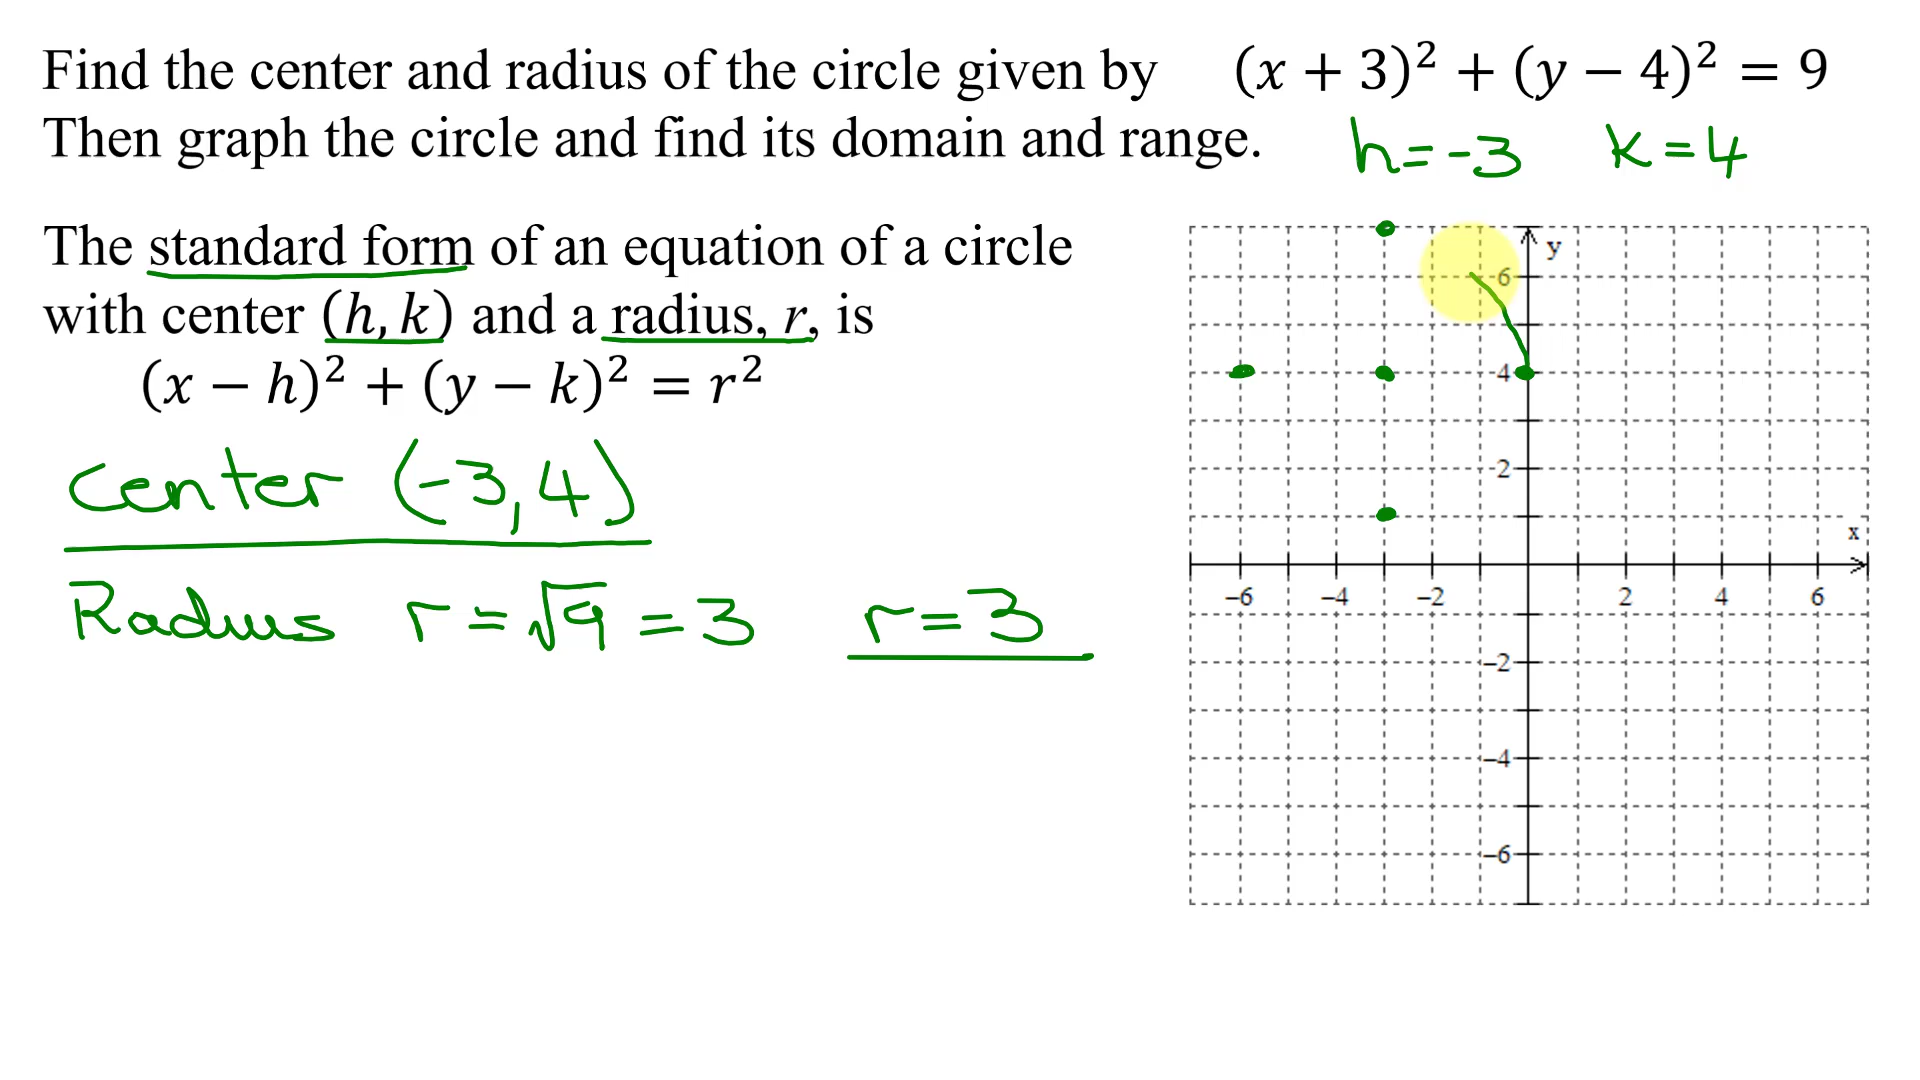 Find the center and radius of the circle given by (x + 3)² + (y − 4)² = 9
Then graph the circle and find its domain and range. h = -3 k = 4
The standard form of an equation of a circle
with center (h, k) and a radius, r, is
(x − h)² + (y − k)² = r²
Center (-3, 4)
Radius r = √9 = 3 r = 3
y
6
4
2
x
−6 −4 −2 2 4 6
−2
−4
−6